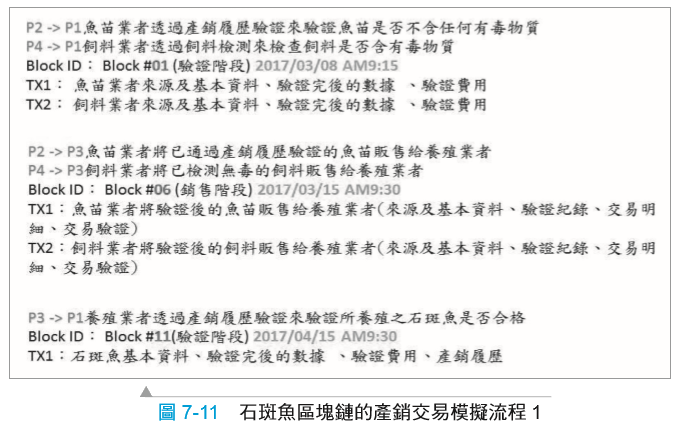 P2 -> P1魚苗業者透過產銷履歷驗證來驗證魚苗是否不含任何有毒物質
P4 -> P1飼料業者透過飼料檢測來檢查飼料是否含有毒物質
Block ID： Block #01 (驗證階段) 2017/03/08 AM9:15
TX1： 魚苗業者來源及基本資料、驗證完後的數據 、驗證費用
TX2： 飼料業者來源及基本資料、驗證完後的數據 、驗證費用
P2 -> P3魚苗業者將已通過產銷履歷驗證的魚苗販售給養殖業者
P4 -> P3飼料業者將已檢測無毒的飼料販售給養殖業者
Block ID： Block #06 (銷售階段) 2017/03/15 AM9:30
TX1：魚苗業者將驗證後的魚苗販售給養殖業者(來源及基本資料、驗證紀錄、交易明
細、交易驗證)
TX2： 飼料業者將驗證後的飼料販售給養殖業者(來源及基本資料、驗證紀錄、交易明
細、交易驗證)
P3 -> P1養殖業者透過產銷履歷驗證來驗證所養殖之石斑魚是否合格
Block ID： Block #11(驗證階段) 2017/04/15 AM9:30
TX1：石斑魚基本資料、驗證完後的數據 、驗證費用、產銷履歷
圖 7-11 石斑魚區塊鏈的產銷交易模擬流程 1